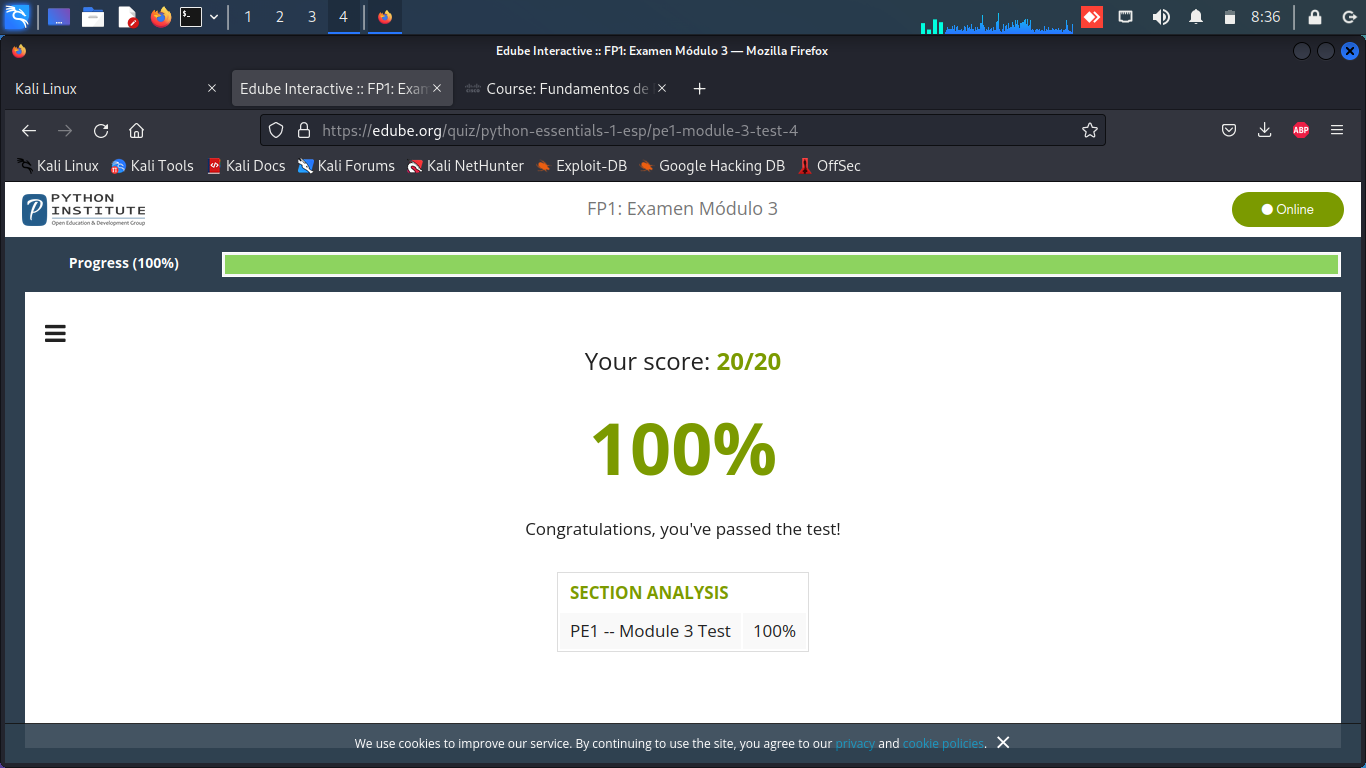 1 2 3 4 8:36
Edube Interactive :: FP1: Examen Módulo 3 — Mozilla Firefox
Kali Linux Edube Interactive :: FP1: Exam Course: Fundamentos de
https://edube.org/quiz/python-essentials-1-esp/pe1-module-3-test-4 ABP
Kali Linux Kali Tools Kali Docs Kali Forums Kali NetHunter Exploit-DB Google Hacking DB OffSec
PYTHON
INSTITUTE
Open Education & Development Group
FP1: Examen Módulo 3
Online
Progress (100%)
Your score: 20/20
100%
Congratulations, you've passed the test!
SECTION ANALYSIS
PE1 -- Module 3 Test 100%
We use cookies to improve our service. By continuing to use the site, you agree to our privacy and cookie policies.